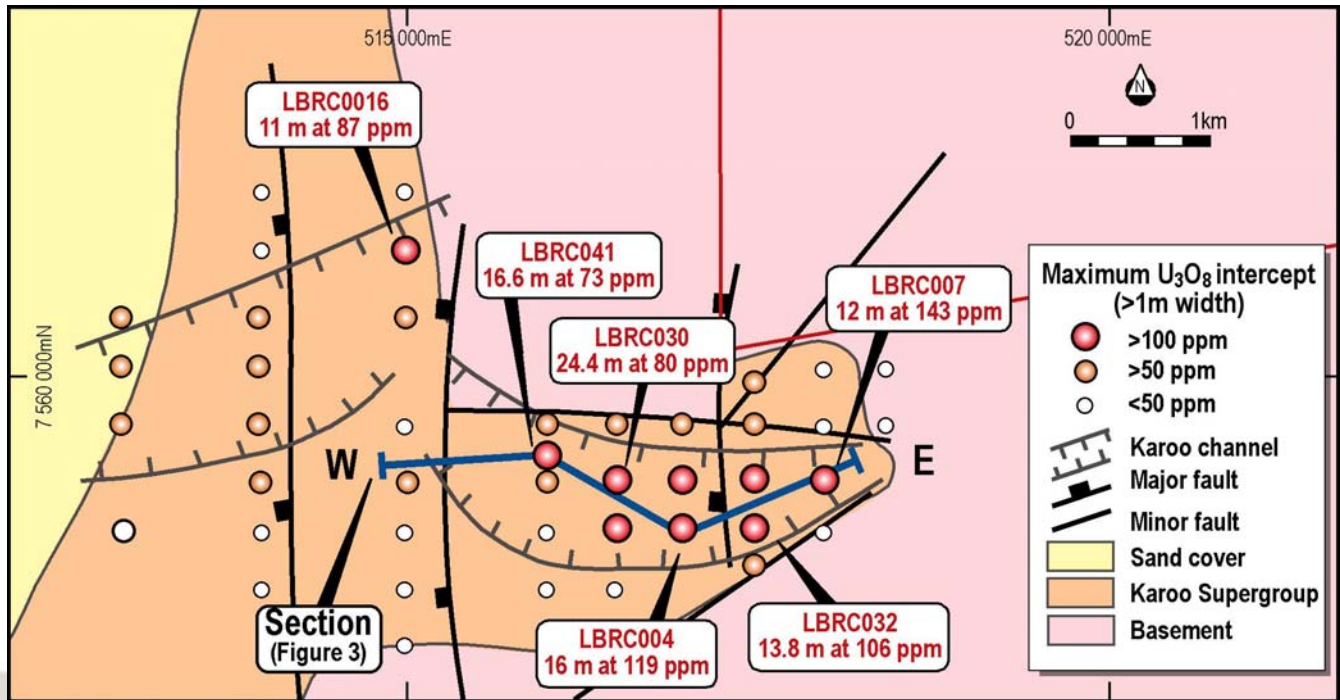 515 000mE
520 000mE
N
0
1km
LBRC0016
11 m at 87 ppm
LBRC041
16.6 m at 73 ppm
LBRC007
12 m at 143 ppm
LBRC030
24.4 m at 80 ppm
7 560 000mN
W
E
Section
(Figure 3)
LBRC004
16 m at 119 ppm
LBRC032
13.8 m at 106 ppm
Maximum U₃O₈ intercept
(>1m width)
>100 ppm
>50 ppm
<50 ppm
Karoo channel
Major fault
Minor fault
Sand cover
Karoo Supergroup
Basement